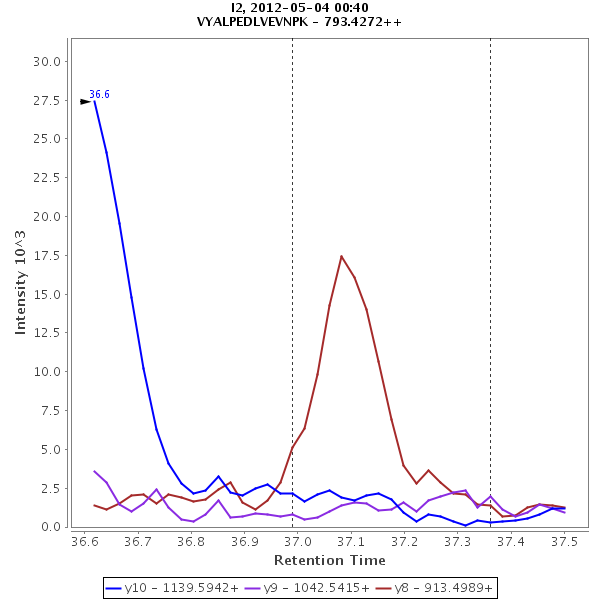 I2, 2012-05-04 00:40
VYALPEDLVEVNPK - 793.4272++
Intensity 10^3
30.0
27.5
25.0
22.5
20.0
17.5
15.0
12.5
10.0
7.5
5.0
2.5
0.0
36.6
36.6 36.7 36.8 36.9 37.0 37.1 37.2 37.3 37.4 37.5
Retention Time
y10 - 1139.5942+ y9 - 1042.5415+ y8 - 913.4989+